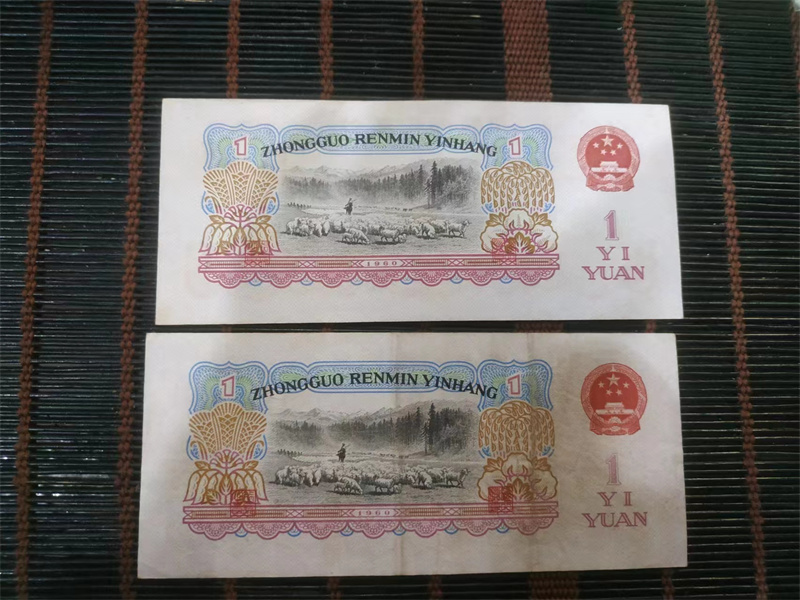 1 ZHONGGUO RENMIN YINHANG 1
1960
1
YI
YUAN
1 ZHONGGUO RENMIN YINHANG 1
1960
1
YI
YUAN